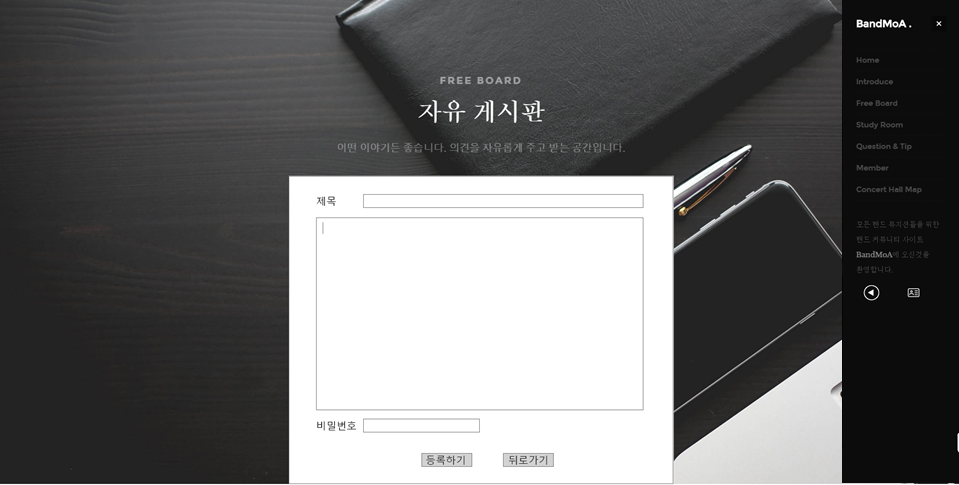 FREE BOARD
자유 게시판
어떤 이야기든 좋습니다. 의견을 자유롭게 주고 받는 공간입니다.
제목
비밀번호
등록하기
뒤로가기
BandMoA .
Home
Introduce
Free Board
Study Room
Question & Tip
Member
Concert Hall Map
모든 밴드 뮤지션들을 위한
밴드 커뮤니티 사이트
BandMoA에 오신것을
환영합니다.